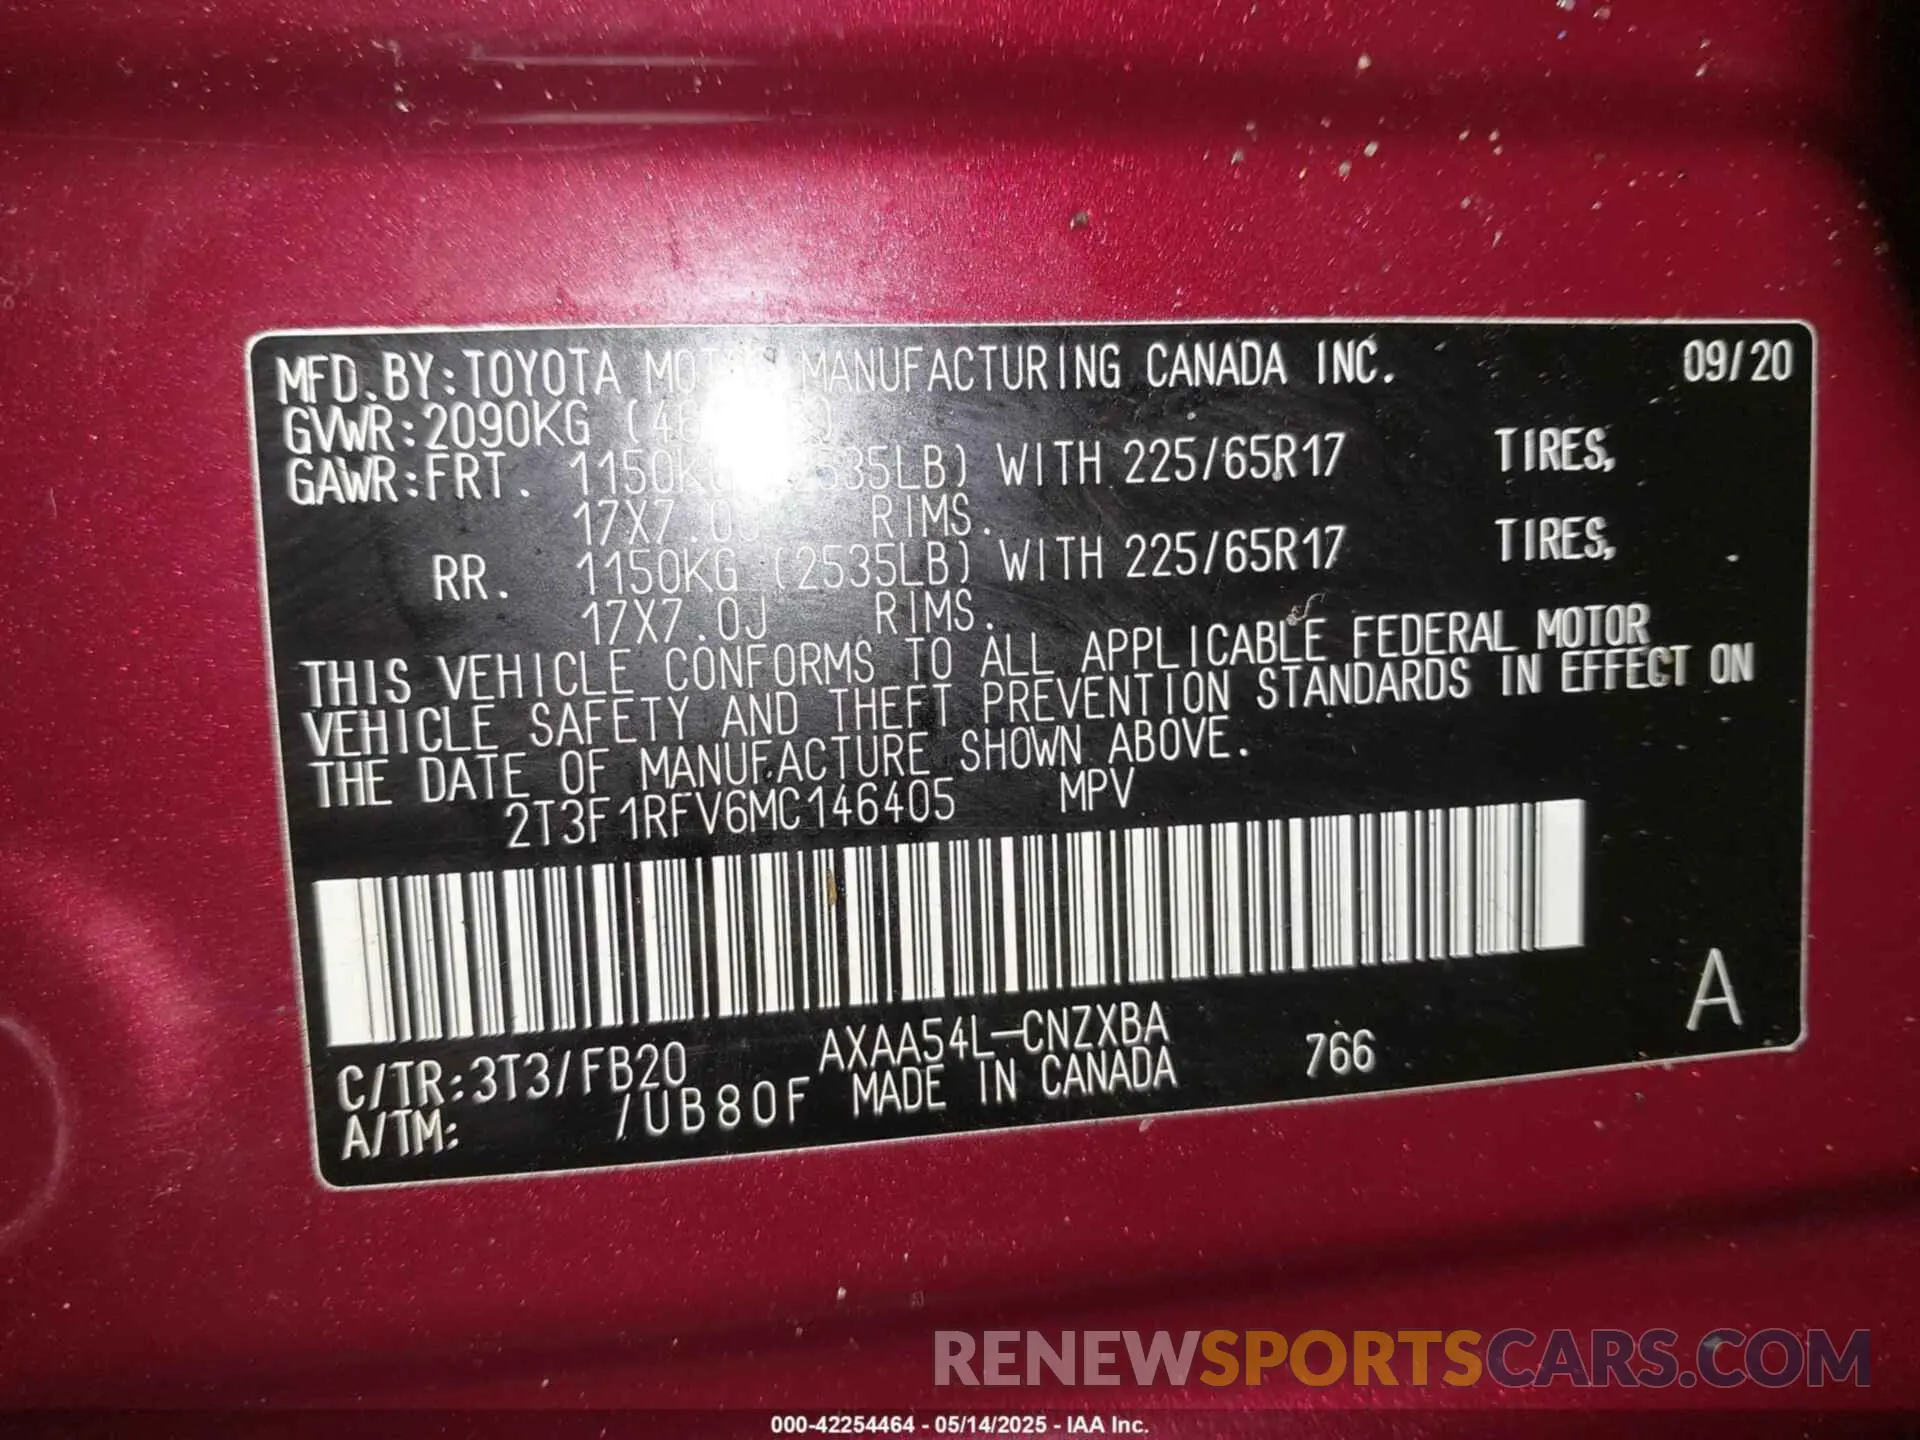 MFD.BY:TOYOTA MANUFACTURING CANADA INC. 09/20
GVWR:2090KG
GAWR:FRT. 1150KG (2535LB) WITH 225/65R17 TIRES,
17X7.0J RIMS.
RR. 1150KG (2535LB) WITH 225/65R17 TIRES,
17X7.0J RIMS.
THIS VEHICLE CONFORMS TO ALL APPLICABLE FEDERAL MOTOR
VEHICLE SAFETY AND THEFT PREVENTION STANDARDS IN EFFECT ON
THE DATE OF MANUFACTURE SHOWN ABOVE.
2T3F1RFV6MC146405 MPV
A
C/TR:3T3/FB20 AXAA54L-CNZXBA 766
A/TM: /UB80F MADE IN CANADA
RENEWSPORTSCARS.COM
000-42254464 - 05/14/2025 - IAA Inc.